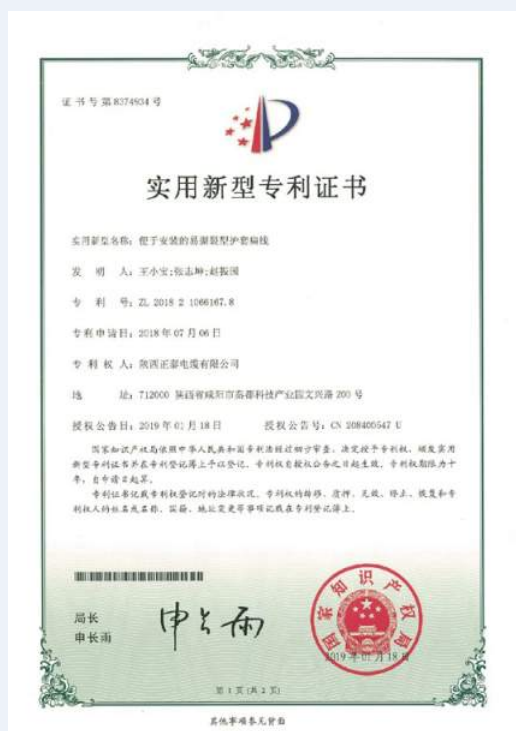 证书号第8374934号
实用新型专利证书
实用新型名称：便于安装的易撕裂型护套扁线
发 明 人：王小宝;张志坤;赵振国
专 利 号：ZL 2018 2 1066167.8
专利申请日：2018年07月06日
专 利 权 人：陕西正泰电缆有限公司
地 址：712000 陕西省咸阳市秦都科技产业园文兴路200号
授权公告日：2019年01月18日 授权公告号：CN 208400547 U
国家知识产权局依照中华人民共和国专利法经过初步审查，决定授予专利权，颁发实用
新型专利证书并在专利登记簿上予以登记。专利权自授权公告之日起生效。专利权期限为十
年，自申请日起算。
专利证书记载专利权登记时的法律状况。专利权的转移、质押、无效、终止、恢复和专
利权人的姓名或名称、国籍、地址变更等事项记载在专利登记簿上。
局长
申长雨
申长雨
国家知识产权局
2019年01月18日
第 1 页 (共 2 页)
其他事项参见背面